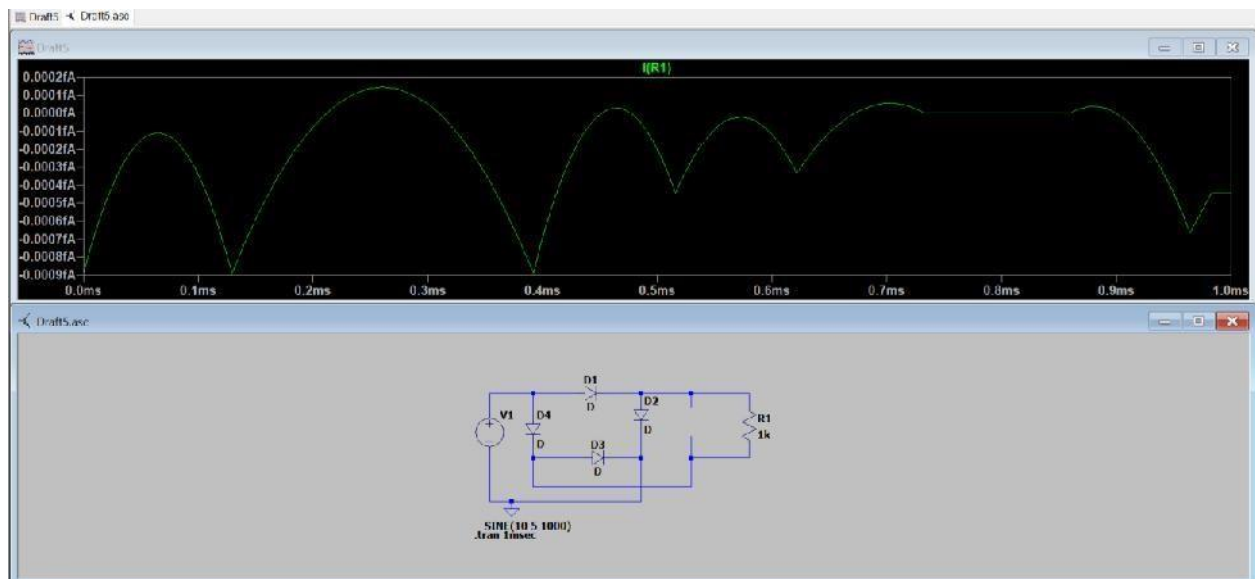 Draft5 Draft5.asc
Draft5
I(R1)
0.0002fA
0.0001fA
0.0000fA
-0.0001fA
-0.0002fA
-0.0003fA
-0.0004fA
-0.0005fA
-0.0006fA
-0.0007fA
-0.0008fA
-0.0009fA
0.0ms 0.1ms 0.2ms 0.3ms 0.4ms 0.5ms 0.6ms 0.7ms 0.8ms 0.9ms 1.0ms
Draft5.asc
D1
D
V1
D4
D
D2
D
D3
D
R1
1k
SINE(10 5 1000)
.tran 1msec